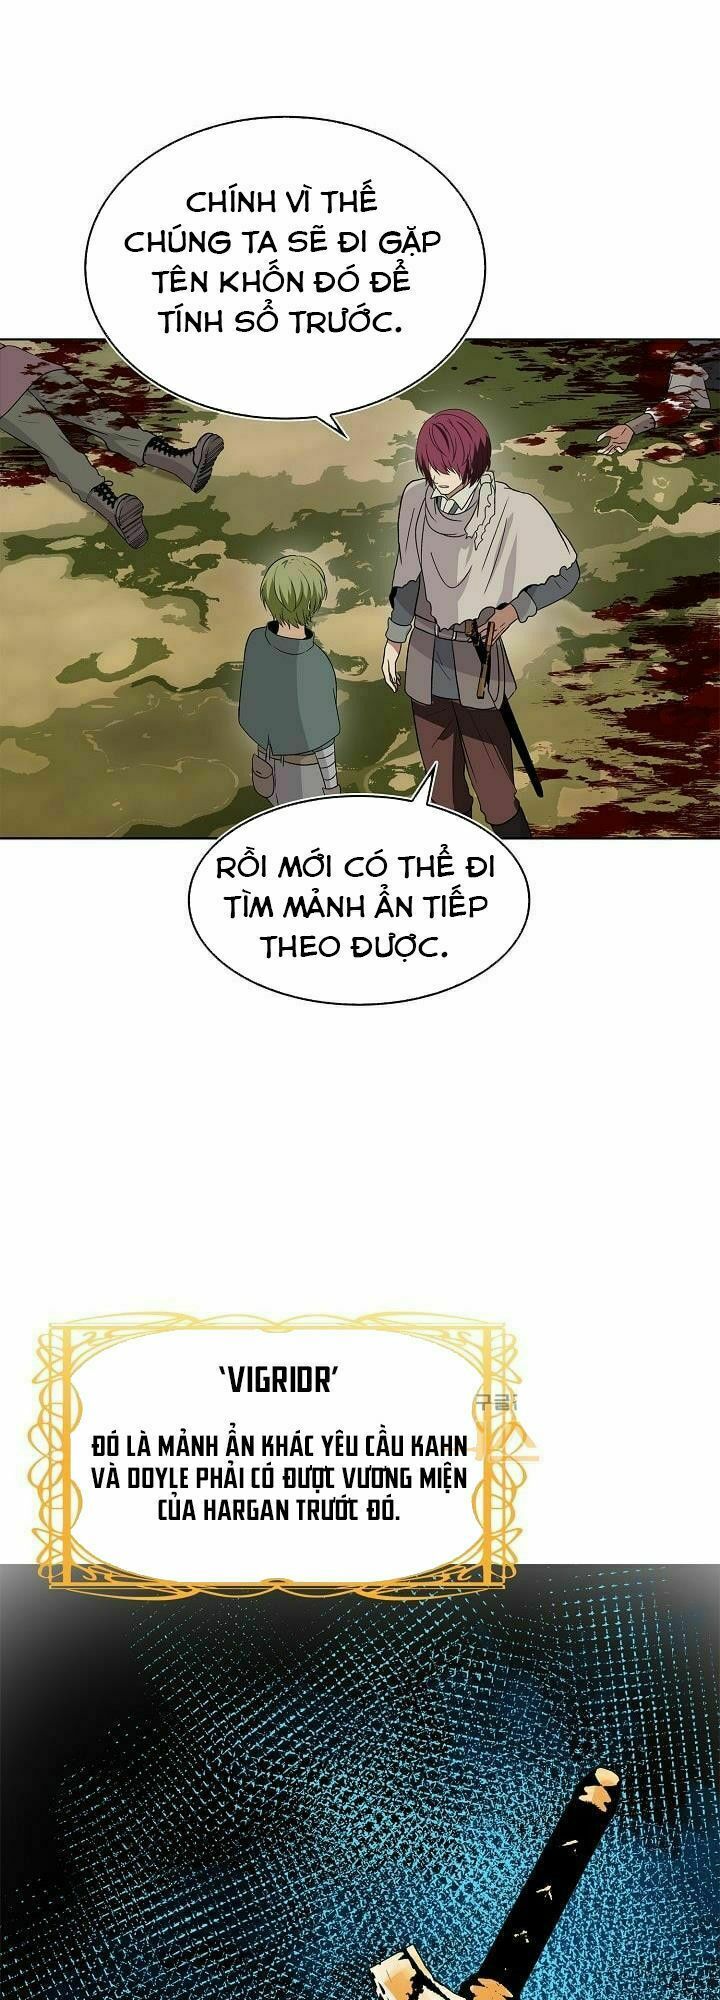 CHÍNH VÌ THẾ
CHÚNG TA SẼ ĐI GẶP
TÊN KHỐN ĐÓ ĐỂ
TÍNH SỔ TRƯỚC.
RỒI MỚI CÓ THỂ ĐI
TÌM MẢNH ẨN TIẾP
THEO ĐƯỢC.
'VIGRIDR'
ĐÓ LÀ MẢNH ẨN KHÁC YÊU CẦU KAHN
VÀ DOYLE PHẢI CÓ ĐƯỢC VƯƠNG MIỆN
CỦA HARGAN TRƯỚC ĐÓ.